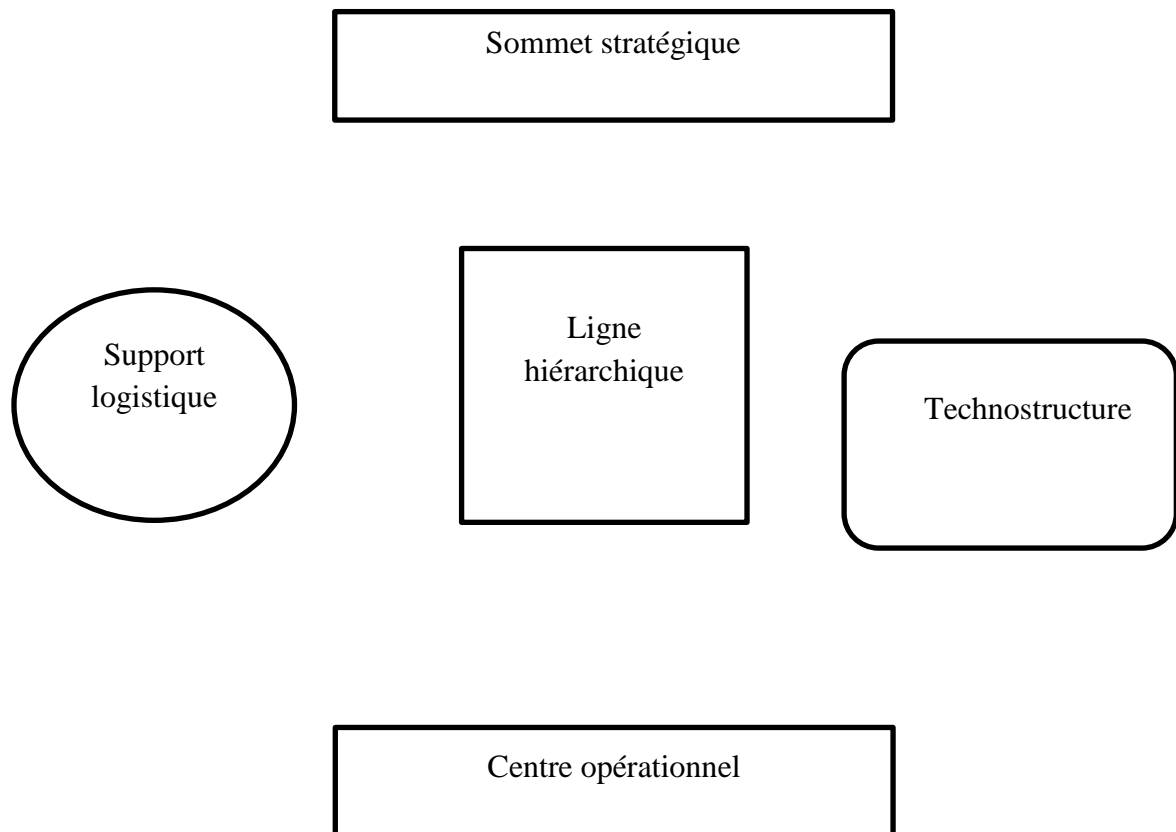 Sommet stratégique
Support
logistique
Ligne
hiérarchique
Technostructure
Centre opérationnel